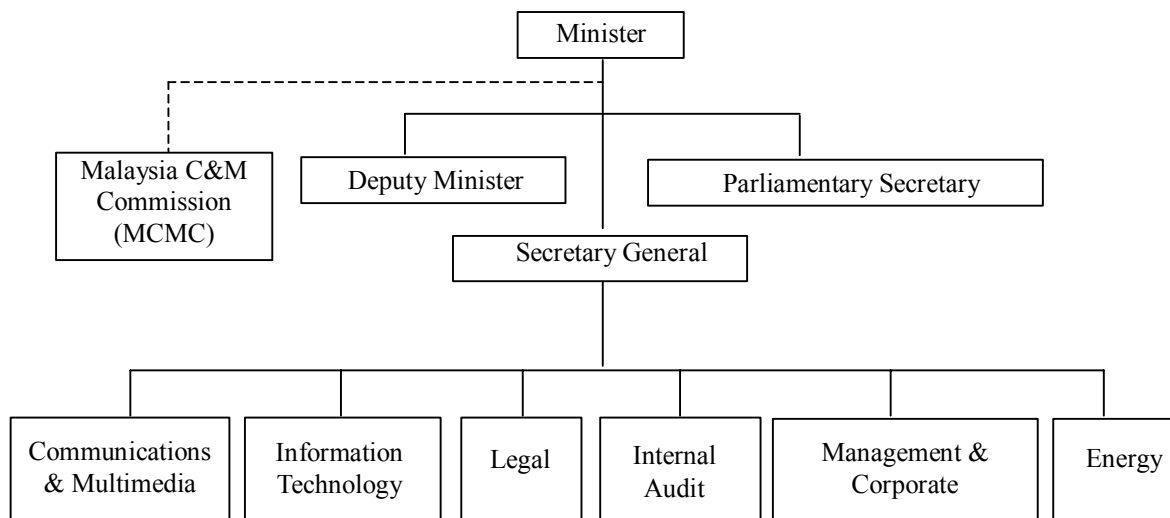 Minister
Malaysia C&M
Commission
(MCMC)
Deputy Minister
Parliamentary Secretary
Secretary General
Communications
& Multimedia
Information
Technology
Legal
Internal
Audit
Management &
Corporate
Energy